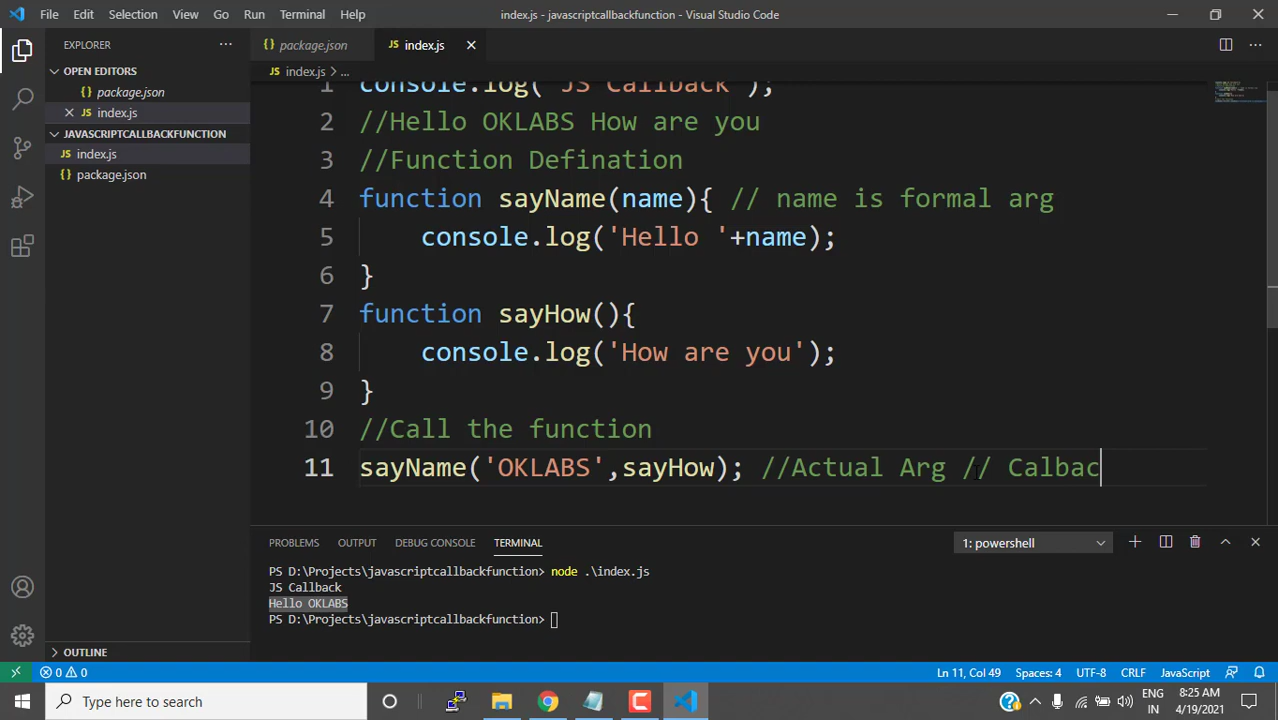 File Edit Selection View Go Run Terminal Help
index.js - javascriptcallbackfunction - Visual Studio Code
EXPLORER
OPEN EDITORS
package.json
index.js
JAVASCRIPTCALLBACKFUNCTION
JS index.js
{} package.json
OUTLINE
{} package.json
JS index.js
JS index.js > ...
1 console.log('JS Callback');
2 //Hello OKLABS How are you
3 //Function Defination
4 function sayName(name){ // name is formal arg
5 console.log('Hello '+name);
6 }
7 function sayHow(){
8 console.log('How are you');
9 }
10 //Call the function
11 sayName('OKLABS',sayHow); //Actual Arg // Calbac
PROBLEMS OUTPUT DEBUG CONSOLE TERMINAL
1: powershell
PS D:\Projects\javascriptcallbackfunction> node .\index.js
JS Callback
Hello OKLABS
PS D:\Projects\javascriptcallbackfunction>
0 0 Ln 11, Col 49 Spaces: 4 UTF-8 CRLF JavaScript
Type here to search
ENG
IN
8:25 AM
4/19/2021